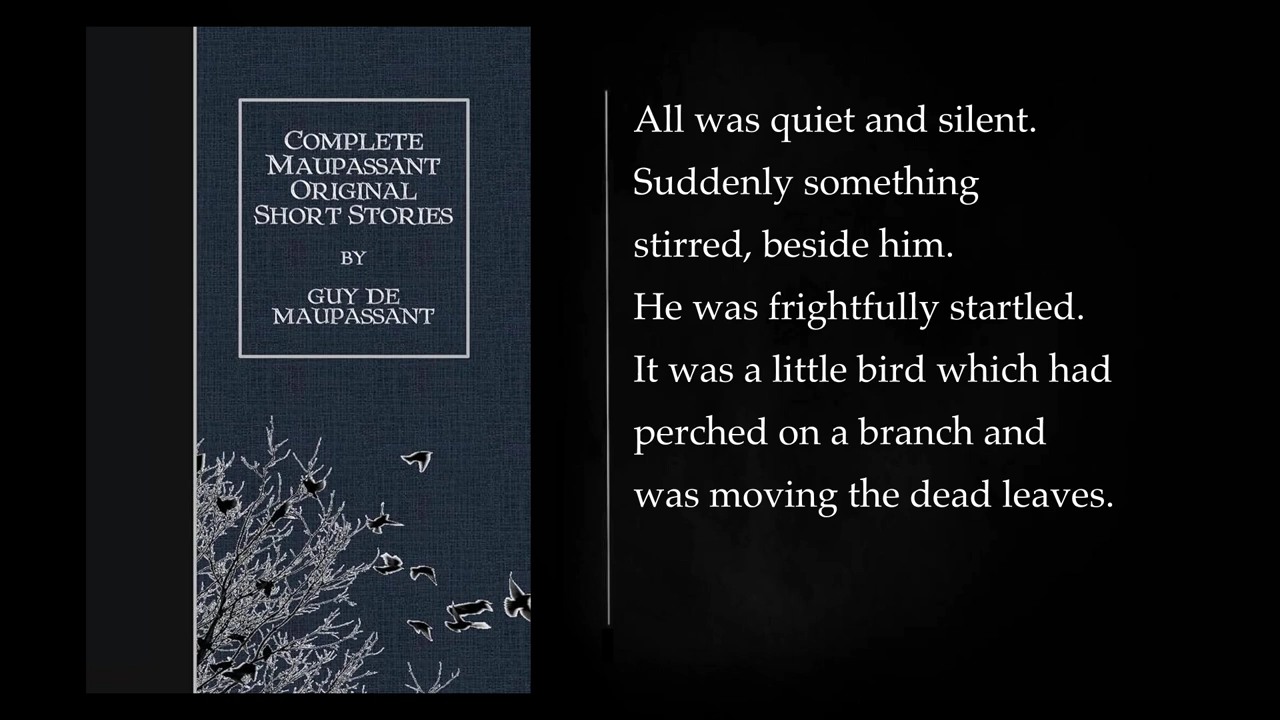 COMPLETE
MAUPASSANT
ORIGINAL
SHORT STORIES
BY
GUY DE
MAUPASSANT
All was quiet and silent.
Suddenly something
stirred, beside him.
He was frightfully startled.
It was a little bird which had
perched on a branch and
was moving the dead leaves.